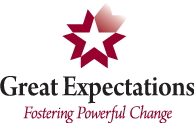 Great Expectations
Fostering Powerful Change